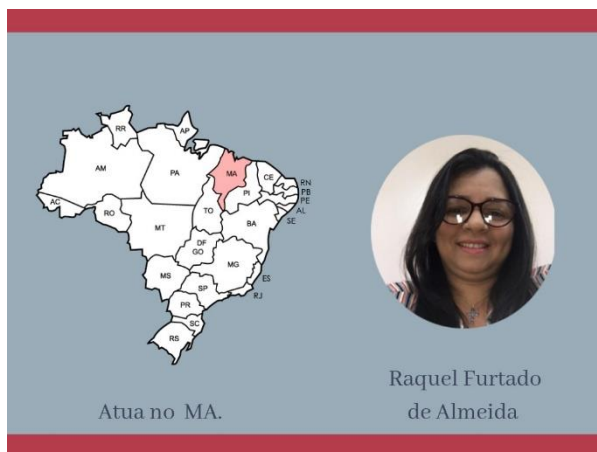 RR
AP
AM
PA
MA
CE
RN
PB
PE
AL
SE
PI
AC
RO
TO
BA
MT
DF
GO
MG
MS
ES
SP
RJ
PR
SC
RS
Atua no MA.
Raquel Furtado
de Almeida